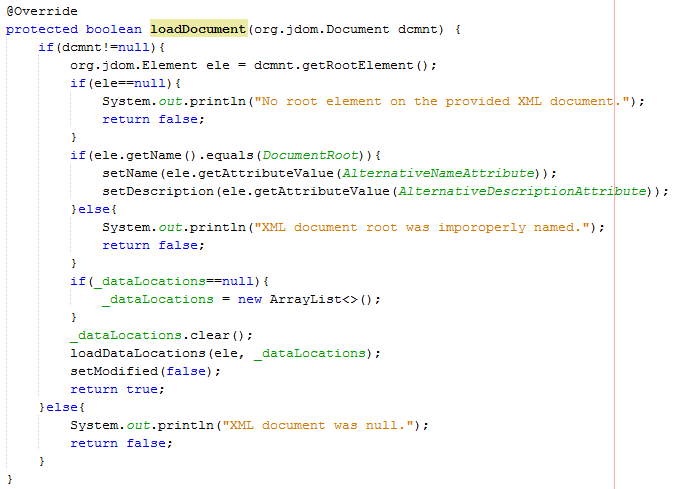 @Override
protected boolean loadDocument(org.jdom.Document dcmnt) {
    if(dcmnt!=null){
        org.jdom.Element ele = dcmnt.getRootElement();
        if(ele==null){
            System.out.println("No root element on the provided XML document.");
            return false;
        }
        if(ele.getName().equals(DocumentRoot)){
            setName(ele.getAttributeValue(AlternativeNameAttribute));
            setDescription(ele.getAttributeValue(AlternativeDescriptionAttribute));
        }else{
            System.out.println("XML document root was imporoperly named.");
            return false;
        }
        if(_dataLocations==null){
            _dataLocations = new ArrayList<>();
        }
        _dataLocations.clear();
        loadDataLocations(ele, _dataLocations);
        setModified(false);
        return true;
    }else{
        System.out.println("XML document was null.");
        return false;
    }
}